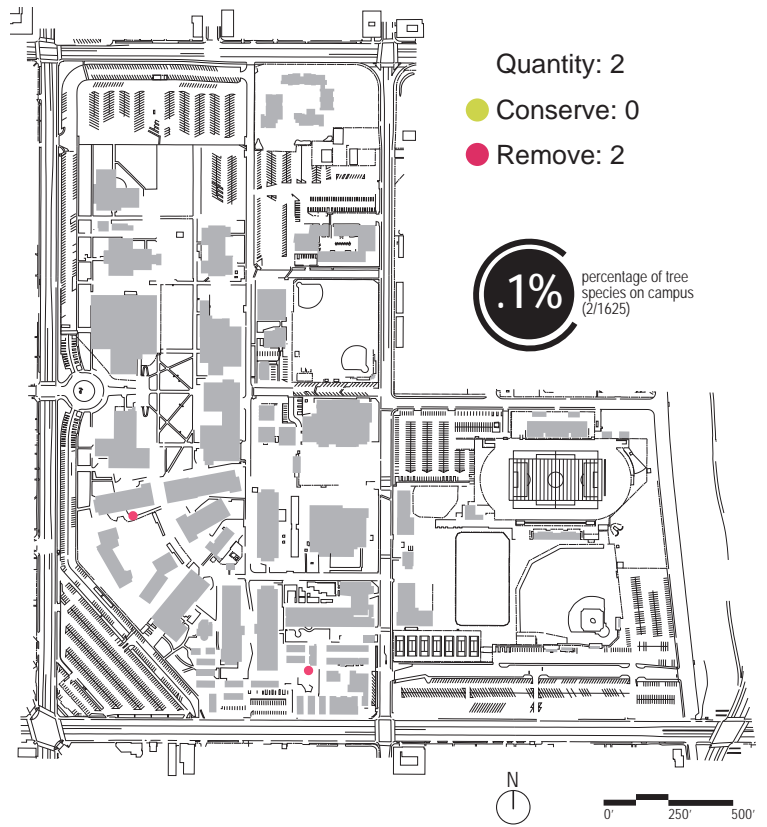 Quantity: 2
Conserve: 0
Remove: 2
.1%
percentage of tree
species on campus
(2/1625)
N
0'
250'
500'